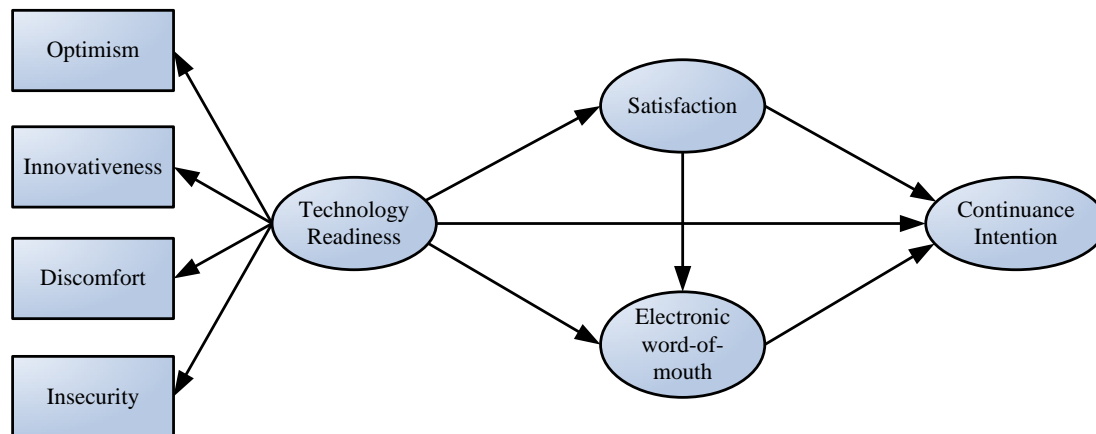 Optimism
Innovativeness
Discomfort
Insecurity
Technology
Readiness
Satisfaction
Electronic
word-of-
mouth
Continuance
Intention